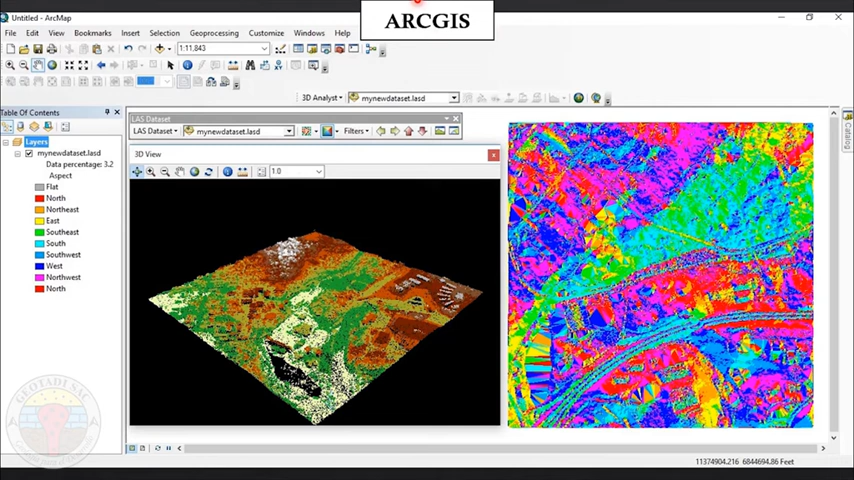 Untitled - ArcMap
ARCGIS
File Edit View Bookmarks Insert Selection Geoprocessing Customize Windows Help
1:11,843
3D Analyst mynewdataset.lasd
Table Of Contents
LAS Dataset
LAS Dataset mynewdataset.lasd Filters
Layers
mynewdataset.lasd
Data percentage: 3.2
Aspect
Flat
North
Northeast
East
Southeast
South
Southwest
West
Northwest
North
3D View
1.0
Catalog
GEOTADI SAC
11374904.216 6844694.86 Feet